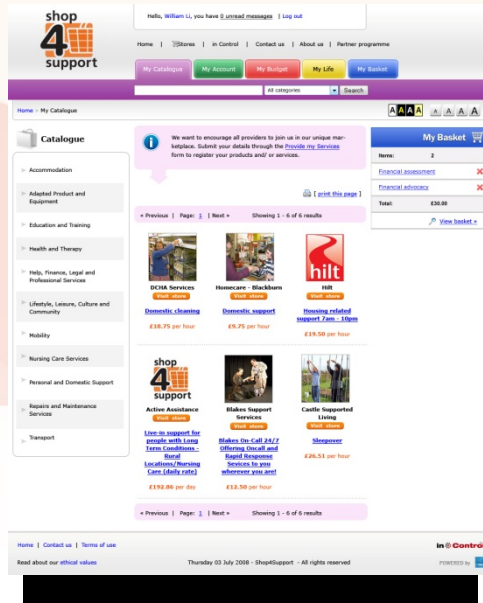 shop
4
support
Hello, William Li, you have 0 unread messages | Log out
Home | Stores | in Control | Contact us | About us | Partner programme
My Catalogue My Account My Budget My Life My Basket
All categories Search
Home > My Catalogue
A A A A A A A A
Catalogue
Accommodation
Adapted Product and
Equipment
Education and Training
Health and Therapy
Help, Finance, Legal and
Professional Services
Lifestyle, Leisure, Culture and
Community
Mobility
Nursing Care Services
Personal and Domestic Support
Repairs and Maintenance
Services
Transport
We want to encourage all providers to join us in our unique mar-
ketplace. Submit your details through the Provide my Services
form to register your products and/ or services.
[ print this page ]
« Previous | Page: 1 | Next » Showing 1 - 6 of 6 results
DCHA Services
Visit store
Domestic cleaning
£18.75 per hour
Homecare - Blackburn
Visit store
Domestic support
£9.75 per hour
hilt
Hilt
Visit store
Housing related
support 7am - 10pm
£19.50 per hour
shop
4
support
Active Assistance
Visit store
Live-in support for
people with Long
Term Conditions -
Rural
Locations/Nursing
Care (daily rate)
£192.86 per day
Blakes Support
Services
Visit store
Blakes On-Call 24/7
Offering Oncall and
Rapid Response
Sevices to you
wherever you are!
£12.50 per hour
Castle Supported
Living
Visit store
Sleepover
£26.51 per hour
« Previous | Page: 1 | Next » Showing 1 - 6 of 6 results
My Basket
Items: 2
Financial assessment
Financial advocacy
Total: £30.00
View basket »
Home | Contact us | Terms of use
Read about our ethical values
Thursday 03 July 2008 - Shop4Support - All rights reserved
in Contro
POWERED by